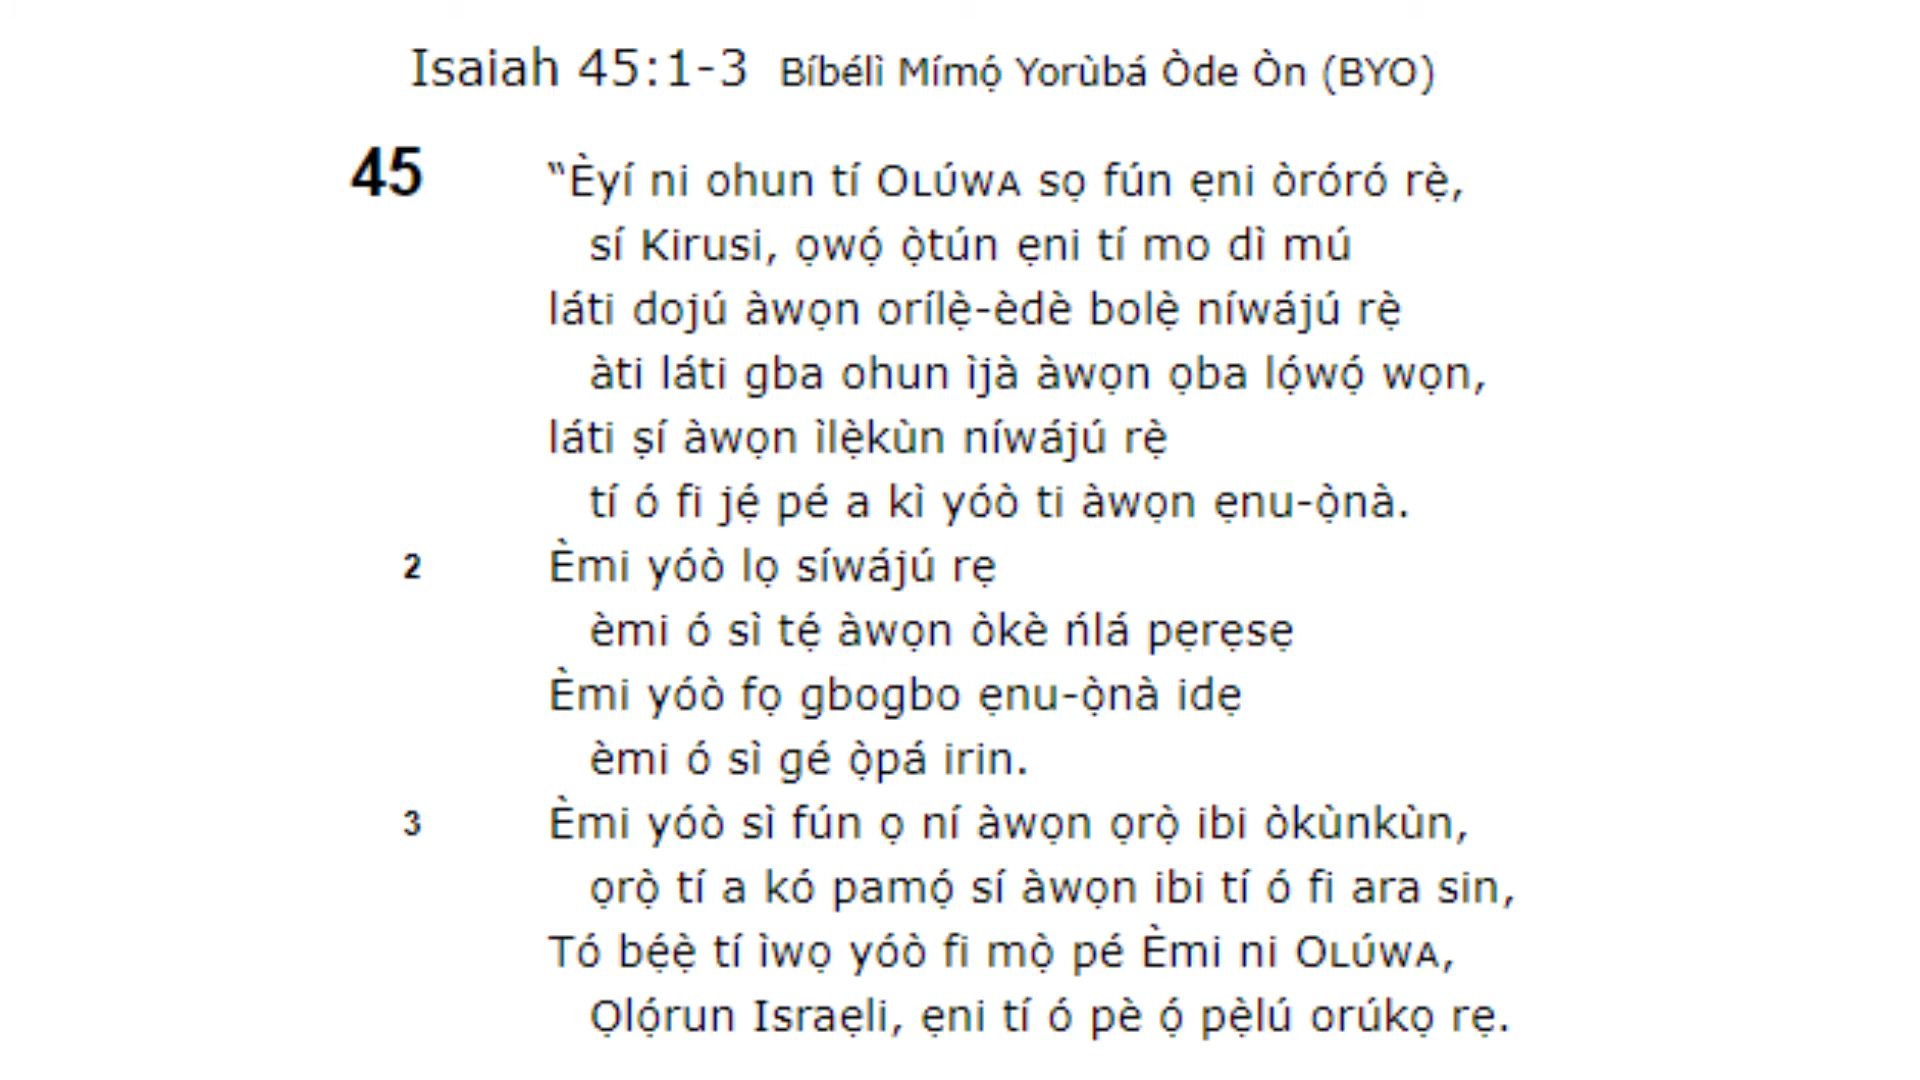 Isaiah 45:1-3 Bíbélì Mímọ́ Yorùbá Òde Òn (BYO)
45 “Èyí ni ohun tí OLÚWA sọ fún ẹni òróró rẹ̀,
sí Kirusi, ọwọ́ ọ̀tún ẹni tí mo dì mú
láti dojú àwọn orílẹ̀-èdè bolẹ̀ níwájú rẹ̀
àti láti gba ohun ìjà àwọn ọba lọ́wọ́ wọn,
láti ṣí àwọn ìlẹ̀kùn níwájú rẹ̀
tí ó fi jẹ́ pé a kì yóò ti àwọn ẹnu-ọ̀nà.
2 Èmi yóò lọ síwájú rẹ
èmi ó sì tẹ́ àwọn òkè ńlá pẹrẹsẹ
Èmi yóò fọ gbogbo ẹnu-ọ̀nà idẹ
èmi ó sì gé ọ̀pá irin.
3 Èmi yóò sì fún ọ ní àwọn ọrọ̀ ibi òkùnkùn,
ọrọ̀ tí a kó pamọ́ sí àwọn ibi tí ó fi ara sin,
Tó bẹ́ẹ̀ tí ìwọ yóò fi mọ̀ pé Èmi ni OLÚWA,
Ọlọ́run Israẹli, ẹni tí ó pè ọ́ pẹ̀lú orúkọ rẹ.